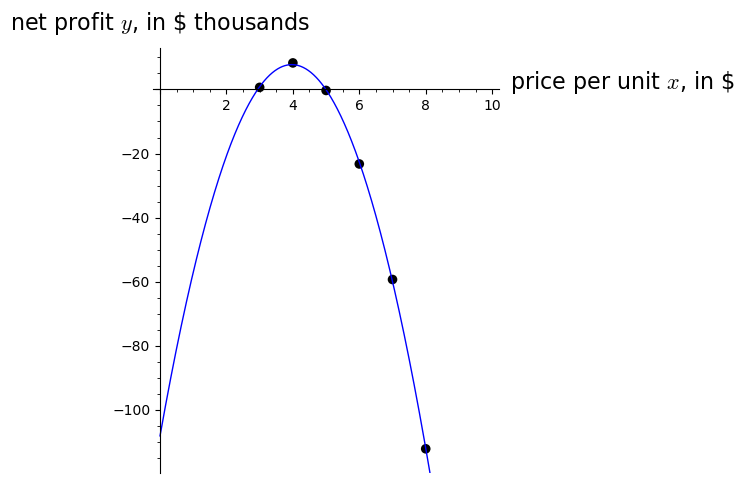 net profit y, in $ thousands
price per unit x, in $
2 4 6 8 10
−20
−40
−60
−80
−100